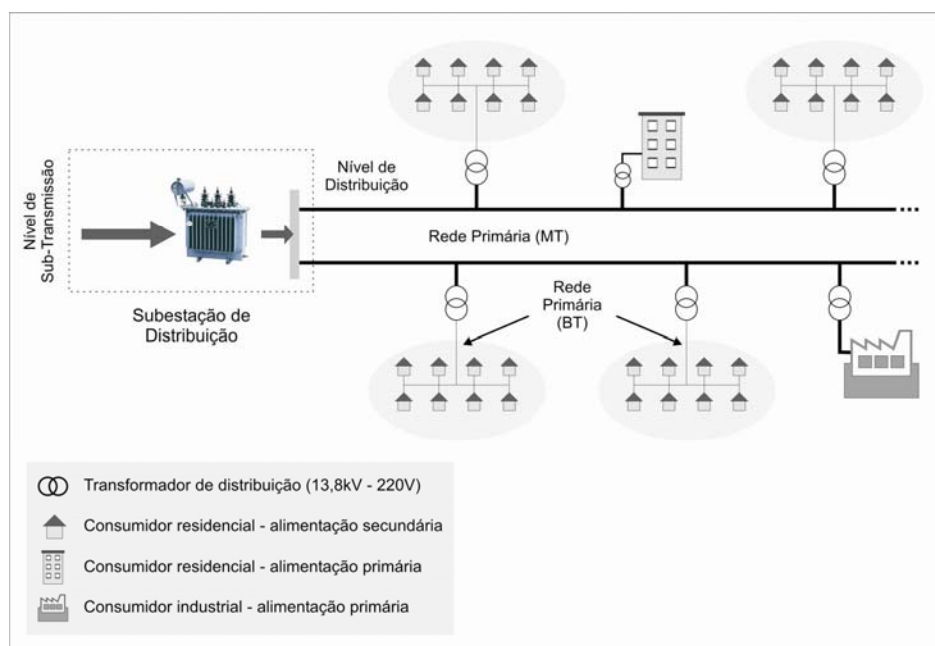 Nível de
Sub-Transmissão
Nível de
Distribuição
Rede Primária (MT)
Subestação de
Distribuição
Rede
Primária
(BT)
Transformador de distribuição (13,8kV - 220V)
Consumidor residencial - alimentação secundária
Consumidor residencial - alimentação primária
Consumidor industrial - alimentação primária